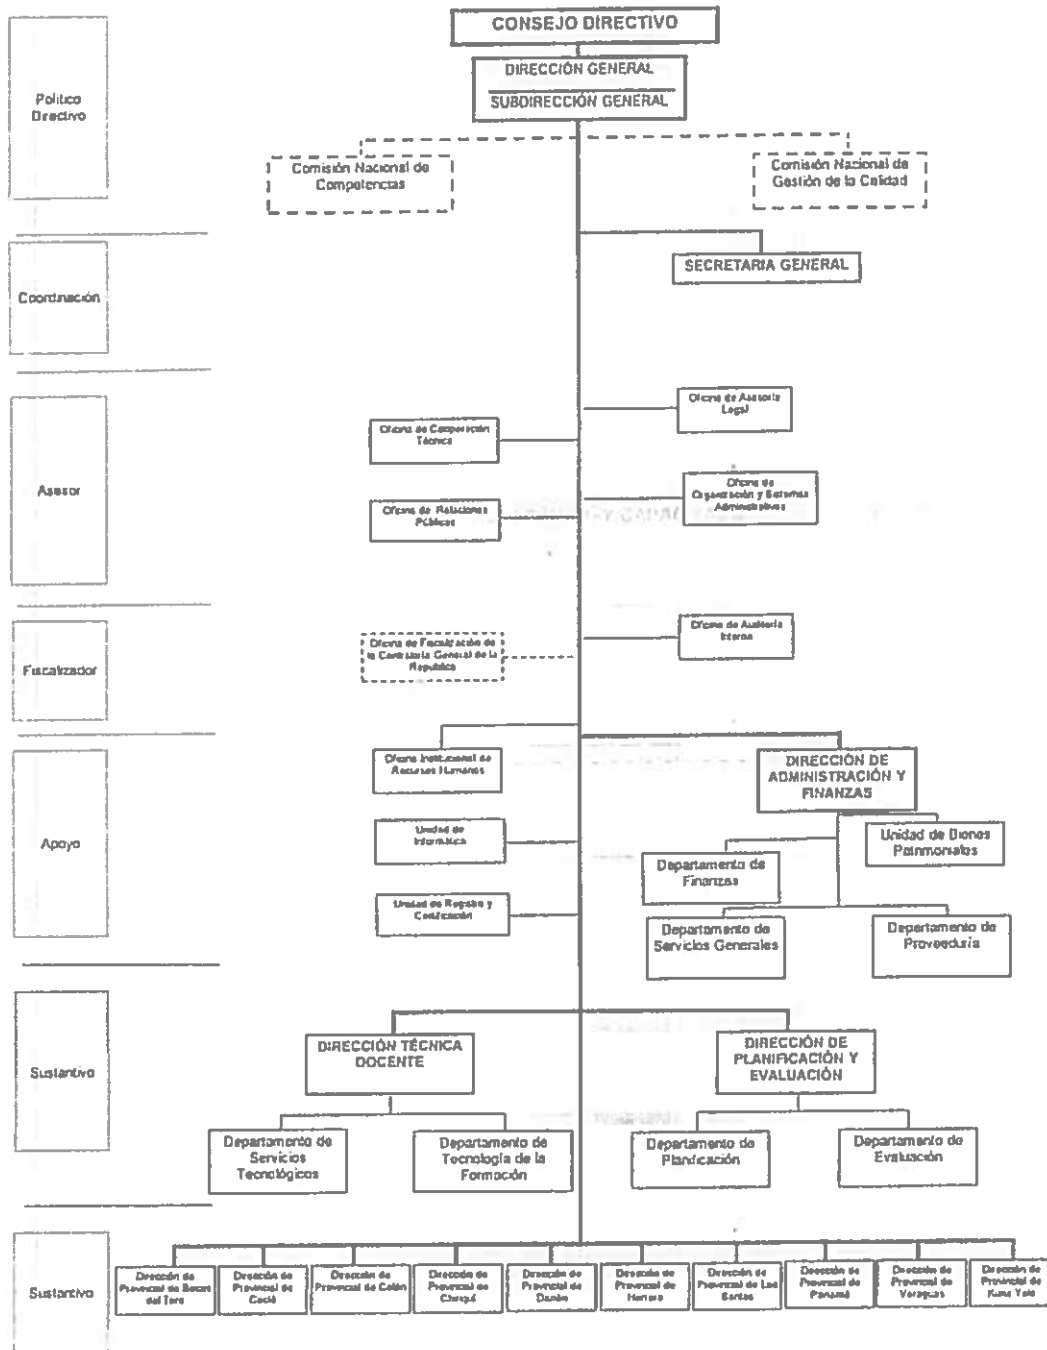 CONSEJO DIRECTIVO
DIRECCIÓN GENERAL
SUBDIRECCIÓN GENERAL
Político
Directivo
Comisión Nacional de
Competencias
Comisión Nacional de
Gestión de la Calidad
SECRETARIA GENERAL
Coordinación
Oficina de Asesoría
Legal
Oficina de Cooperación
Técnica
Asesor
Oficina de
Organización y Sistemas
Administrativos
Oficina de Relaciones
Públicas
Oficina de Auditoría
Interna
Oficina de Fiscalización de
la Contraloría General de la
República
Fiscalizador
Oficina Institucional de
Recursos Humanos
DIRECCIÓN DE
ADMINISTRACIÓN Y
FINANZAS
Apoyo
Unidad de
Informática
Unidad de Bienes
Patrimoniales
Departamento de
Finanzas
Unidad de Registro y
Certificación
Departamento de
Servicios Generales
Departamento de
Proveeduría
Sustantivo
DIRECCIÓN TÉCNICA
DOCENTE
DIRECCIÓN DE
PLANIFICACIÓN Y
EVALUACIÓN
Departamento de
Servicios
Tecnológicos
Departamento de
Tecnología de la
Formación
Departamento de
Planificación
Departamento de
Evaluación
Sustantivo
Dirección de
Provincial de Bocas
del Toro
Dirección de
Provincial de
Coclé
Dirección de
Provincial de Colón
Dirección de
Provincial de
Chiriquí
Dirección de
Provincial de
Darién
Dirección de
Provincial de
Herrera
Dirección de
Provincial de Los
Santos
Dirección de
Provincial de
Panamá
Dirección de
Provincial de
Veraguas
Dirección de
Provincial de
Kuna Yala